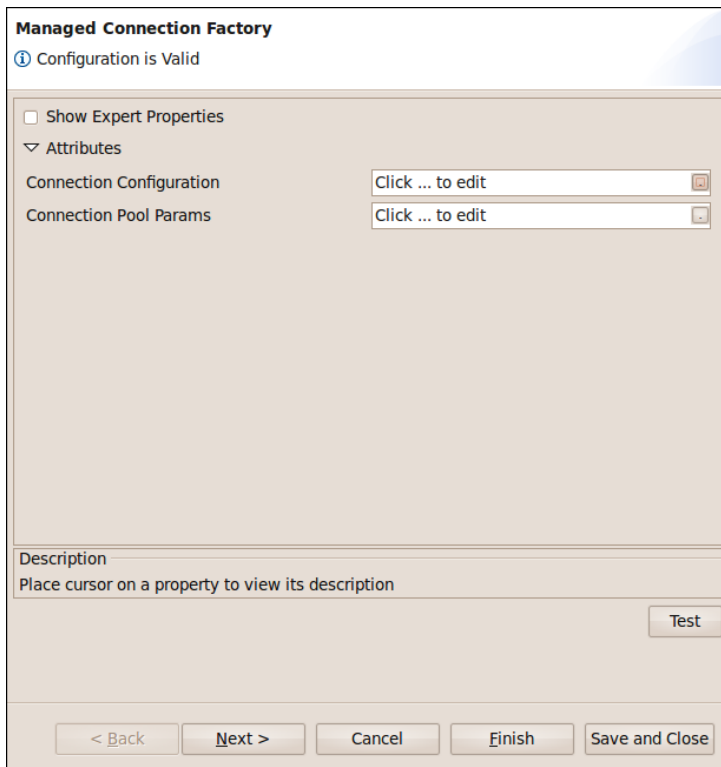 Managed Connection Factory
Configuration is Valid
Show Expert Properties
Attributes
Connection Configuration Click ... to edit
Connection Pool Params Click ... to edit
Description
Place cursor on a property to view its description
Test
< Back Next > Cancel Finish Save and Close